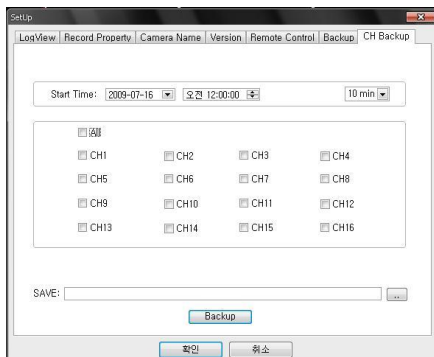 SetUp
LogView Record Property Camera Name Version Remote Control Backup CH Backup
Start Time: 2009-07-16 오전 12:00:00 10 min
All
CH1 CH2 CH3 CH4
CH5 CH6 CH7 CH8
CH9 CH10 CH11 CH12
CH13 CH14 CH15 CH16
SAVE: ..
Backup
확인 취소